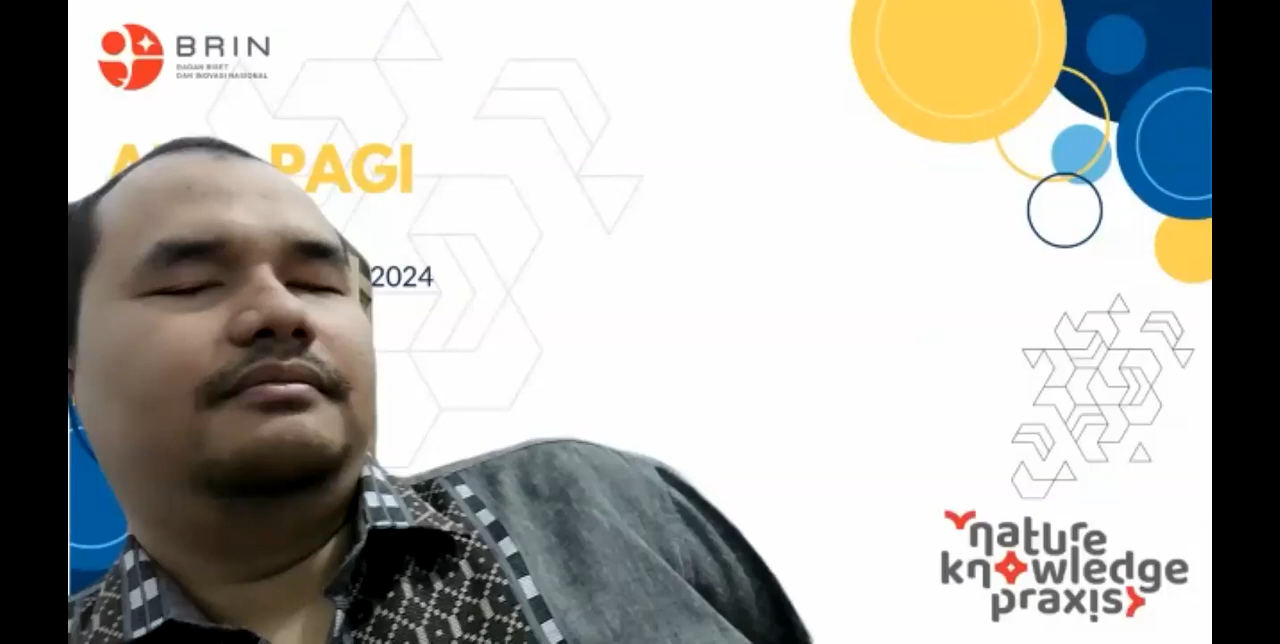 BRIN
BADAN RISET
DAN INOVASI NASIONAL
PAGI
2024
nature
knowledge
praxis